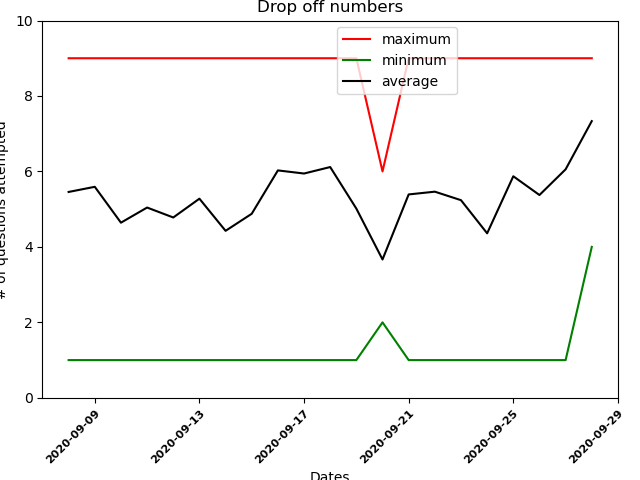 Drop off numbers
maximum
minimum
average
# of questions attempted
10
8
6
4
2
0
2020-09-09
2020-09-13
2020-09-17
2020-09-21
2020-09-25
2020-09-29
Dates